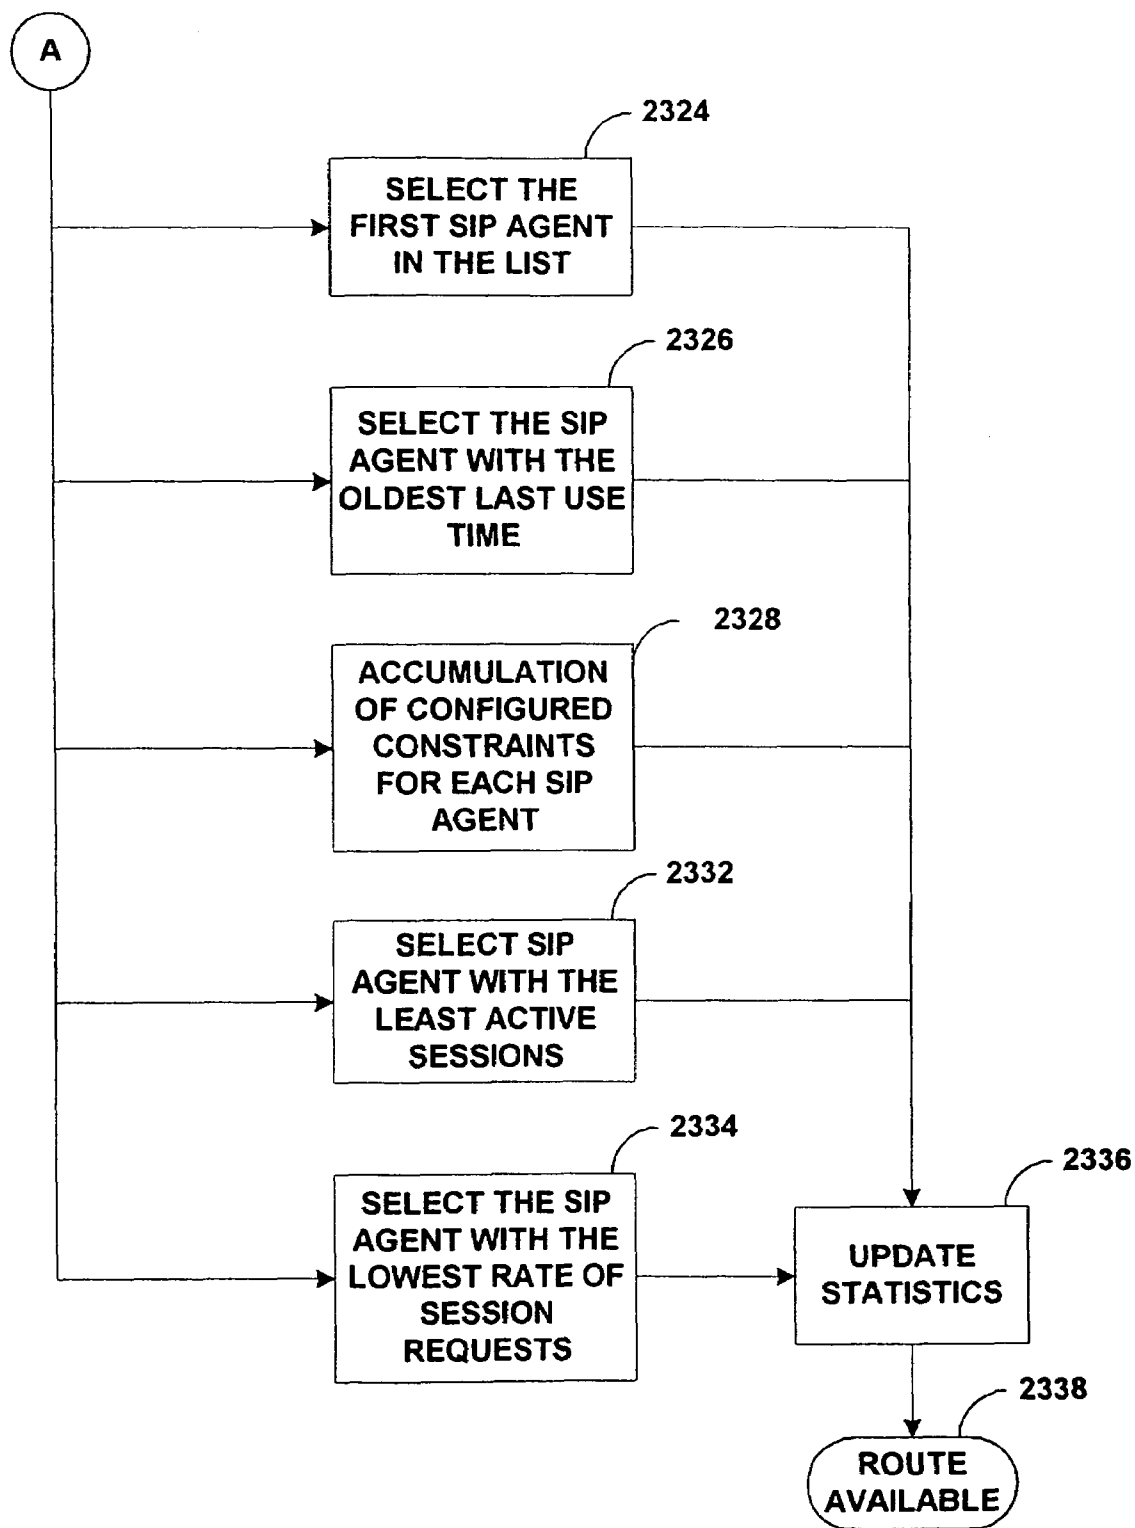 A
2324
SELECT THE
FIRST SIP AGENT
IN THE LIST
2326
SELECT THE SIP
AGENT WITH THE
OLDEST LAST USE
TIME
2328
ACCUMULATION
OF CONFIGURED
CONSTRAINTS
FOR EACH SIP
AGENT
2332
SELECT SIP
AGENT WITH THE
LEAST ACTIVE
SESSIONS
2334
SELECT THE SIP
AGENT WITH THE
LOWEST RATE OF
SESSION
REQUESTS
2336
UPDATE
STATISTICS
2338
ROUTE
AVAILABLE